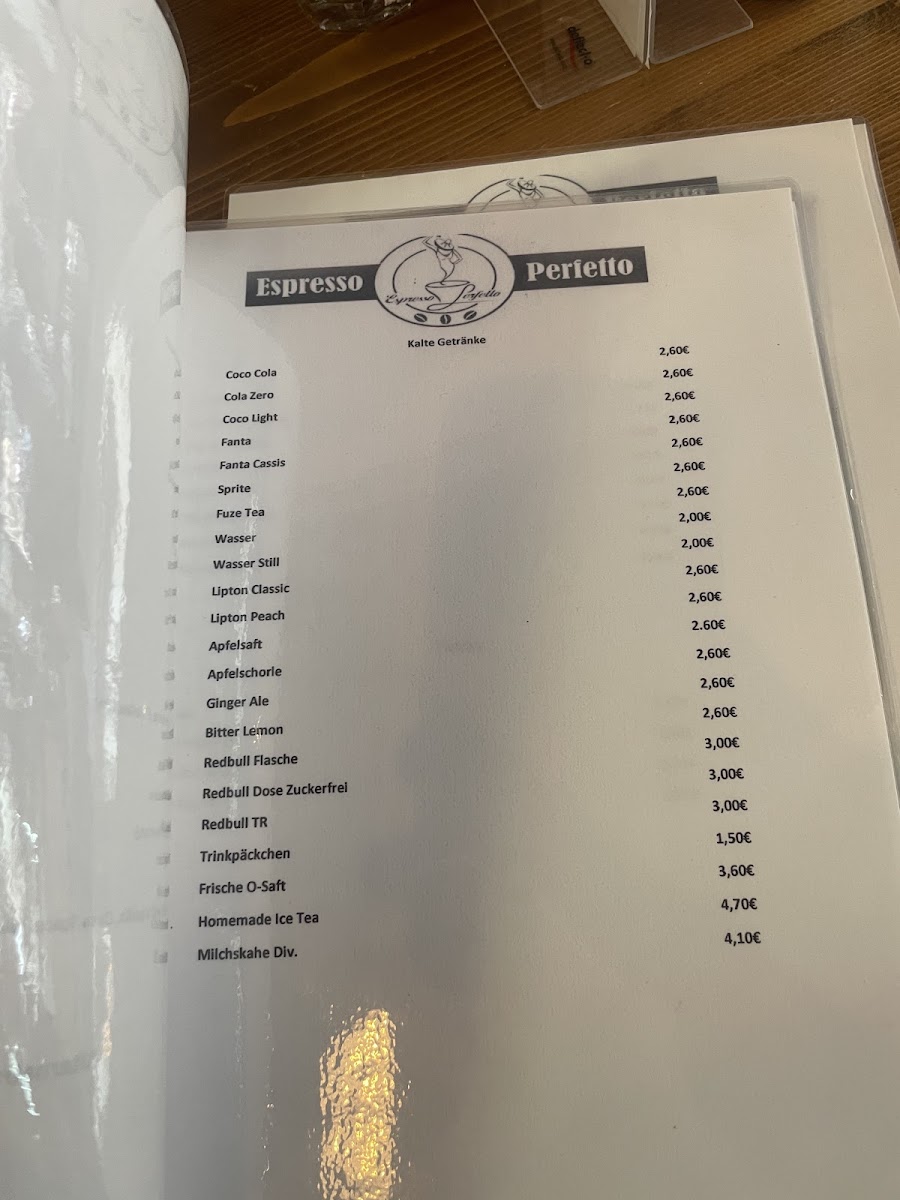 Espresso Perfetto
Espresso Perfetto
Kalte Getränke
Coco Cola 2,60€
Cola Zero 2,60€
Coco Light 2,60€
Fanta 2,60€
Fanta Cassis 2,60€
Sprite 2,60€
Fuze Tea 2,60€
Wasser 2,00€
Wasser Still 2,00€
Lipton Classic 2,60€
Lipton Peach 2,60€
Apfelsaft 2.60€
Apfelschorle 2,60€
Ginger Ale 2,60€
Bitter Lemon 2,60€
Redbull Flasche 3,00€
Redbull Dose Zuckerfrei 3,00€
Redbull TR 3,00€
Trinkpäckchen 1,50€
Frische O-Saft 3,60€
Homemade Ice Tea 4,70€
Milchskahe Div. 4,10€